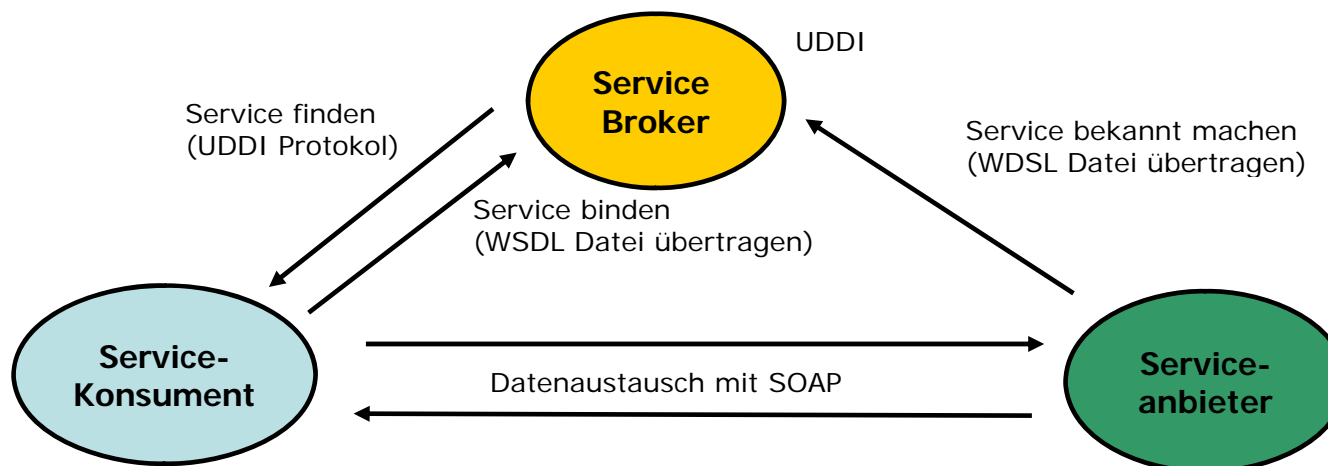 UDDI
Service
Broker
Service finden
(UDDI Protokol)
Service bekannt machen
(WDSL Datei übertragen)
Service binden
(WSDL Datei übertragen)
Service-
Konsument
Datenaustausch mit SOAP
Service-
anbieter